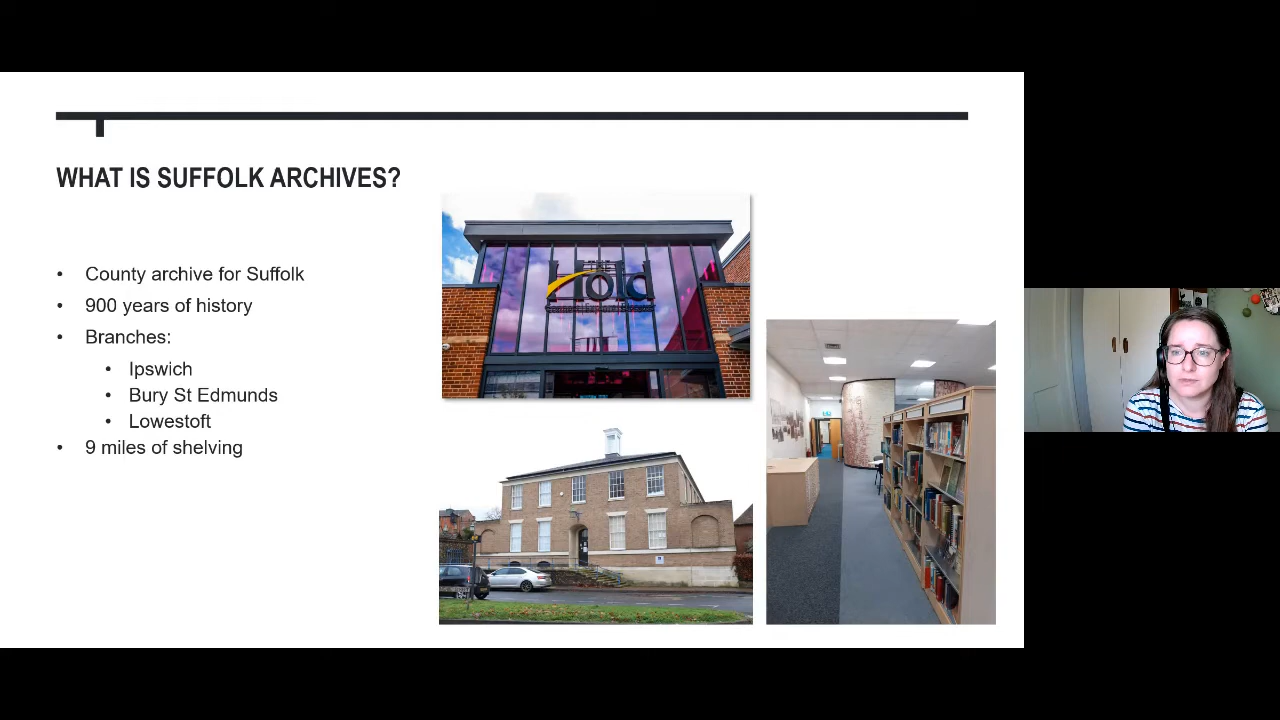 WHAT IS SUFFOLK ARCHIVES?
• County archive for Suffolk
• 900 years of history
• Branches:
• Ipswich
• Bury St Edmunds
• Lowestoft
• 9 miles of shelving
Hold